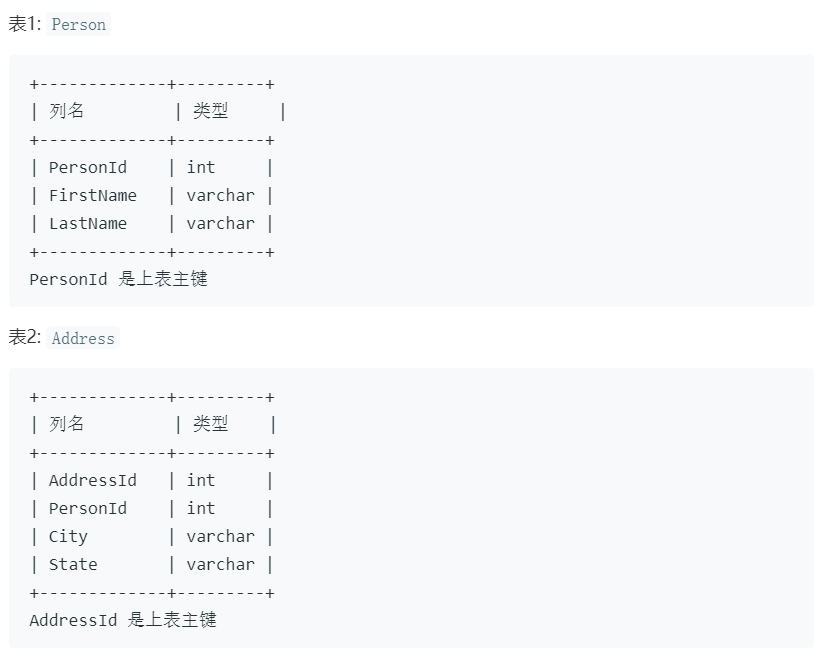 表1: Person
+-------------+---------+
| 列名         | 类型     |
+-------------+---------+
| PersonId    | int     |
| FirstName   | varchar |
| LastName    | varchar |
+-------------+---------+
PersonId 是上表主键
表2: Address
+-------------+---------+
| 列名         | 类型    |
+-------------+---------+
| AddressId   | int     |
| PersonId    | int     |
| City        | varchar |
| State       | varchar |
+-------------+---------+
AddressId 是上表主键